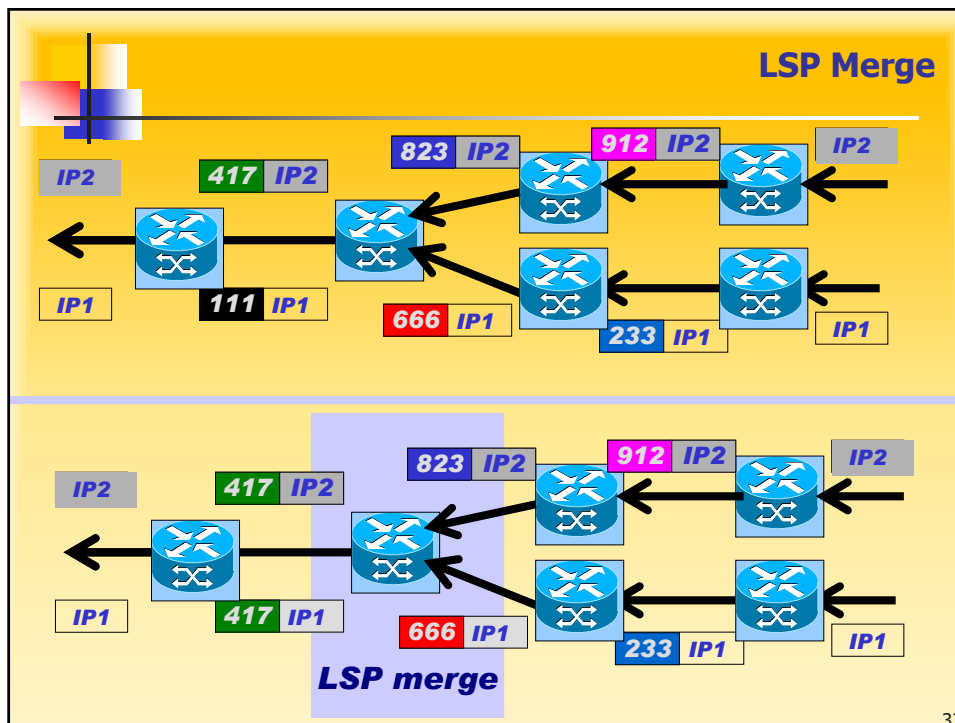 LSP Merge
823 IP2
912 IP2
IP2
IP2
417 IP2
IP1
111 IP1
666 IP1
233 IP1
IP1
823 IP2
912 IP2
IP2
IP2
417 IP2
IP1
417 IP1
666 IP1
233 IP1
IP1
LSP merge